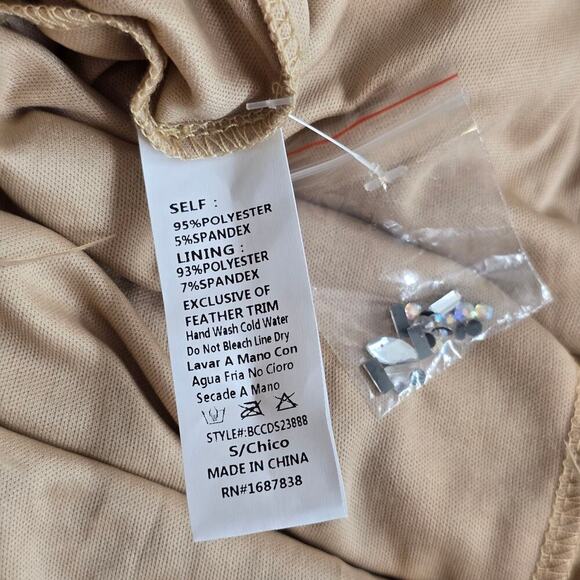 SELF :
95%POLYESTER
5%SPANDEX
LINING :
93%POLYESTER
7%SPANDEX
EXCLUSIVE OF
FEATHER TRIM
Hand Wash Cold Water
Do Not Bleach Line Dry
Lavar A Mano Con
Agua Fria No Cioro
Secade A Mano
STYLE#:BCCDS23888
S/Chico
MADE IN CHINA
RN#1687838